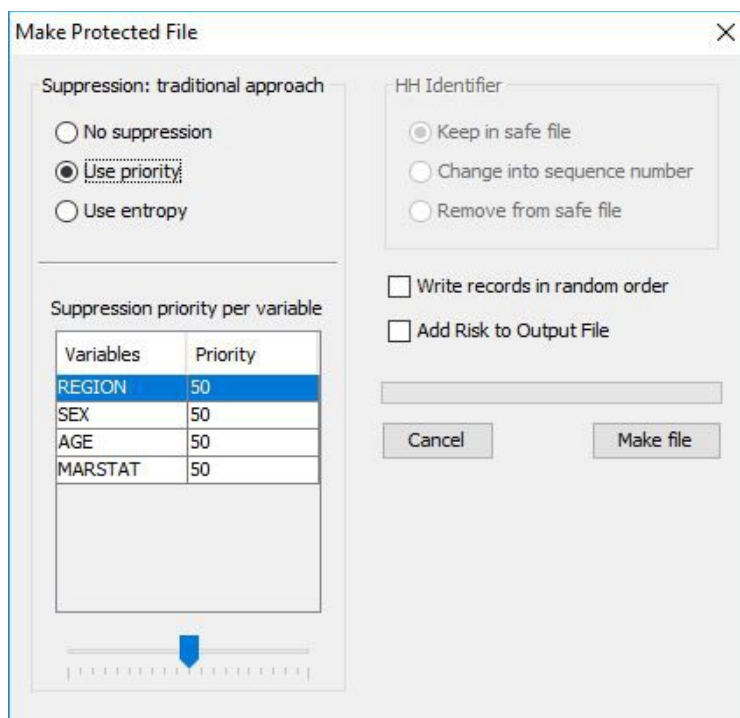 Make Protected File
Suppression: traditional approach
No suppression
Use priority
Use entropy
Suppression priority per variable
Variables Priority
REGION 50
SEX 50
AGE 50
MARSTAT 50
HH Identifier
Keep in safe file
Change into sequence number
Remove from safe file
Write records in random order
Add Risk to Output File
Cancel Make file